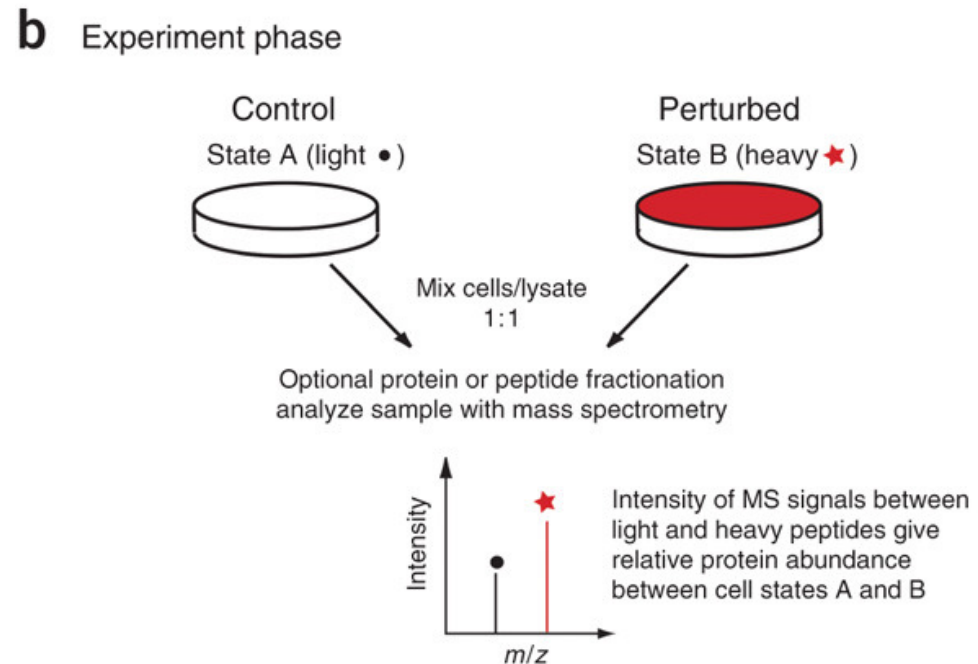 b Experiment phase
Control
State A (light •)
Perturbed
State B (heavy ★)
Mix cells/lysate
1:1
Optional protein or peptide fractionation
analyze sample with mass spectrometry
Intensity
m/z
Intensity of MS signals between
light and heavy peptides give
relative protein abundance
between cell states A and B